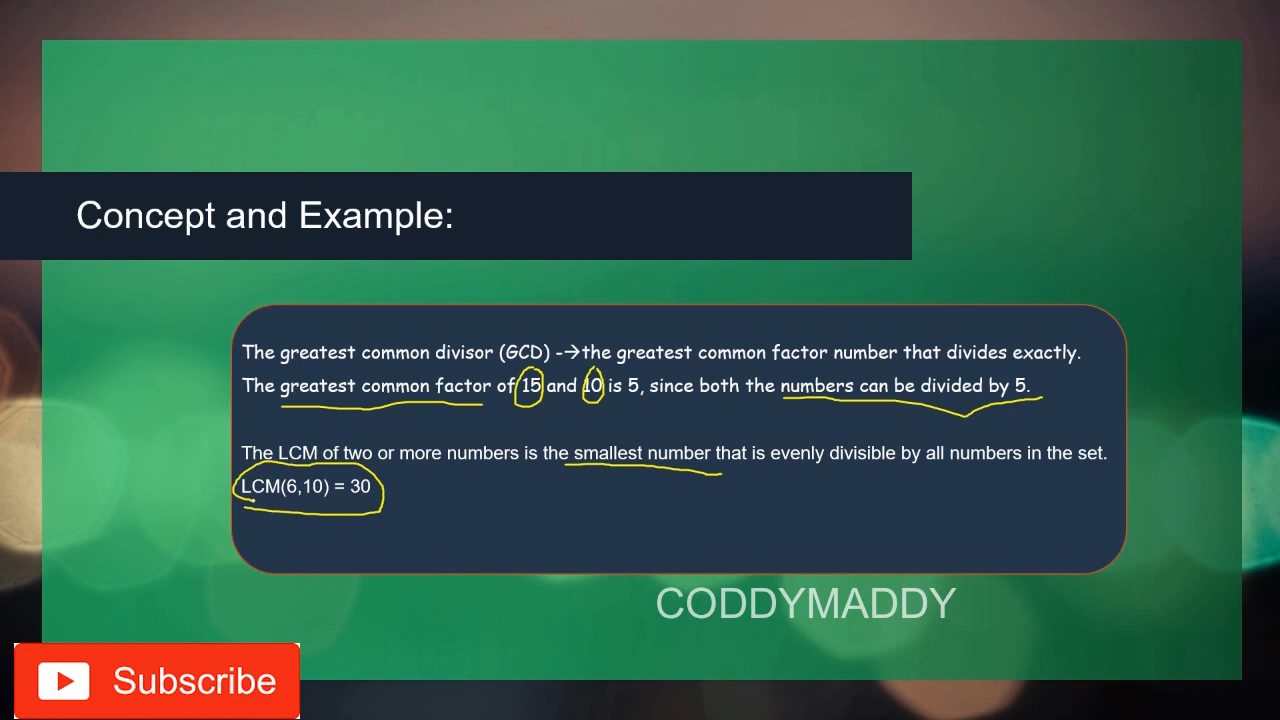 Concept and Example:
The greatest common divisor (GCD) -→the greatest common factor number that divides exactly.
The greatest common factor of 15 and 10 is 5, since both the numbers can be divided by 5.
The LCM of two or more numbers is the smallest number that is evenly divisible by all numbers in the set.
LCM(6,10) = 30
CODDYMADDY
Subscribe